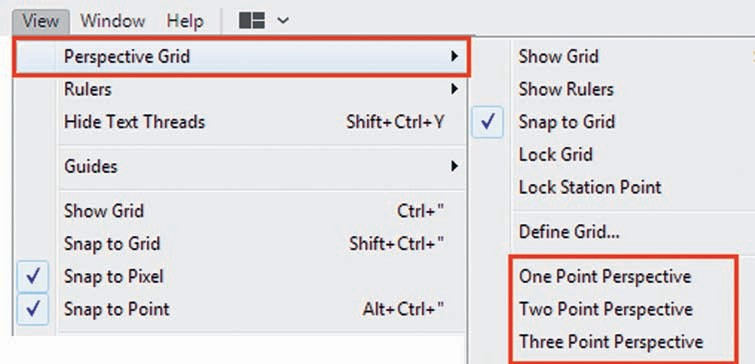 View Window Help
Perspective Grid
Rulers
Hide Text Threads Shift+Ctrl+Y
Guides
Show Grid Ctrl+"
Snap to Grid Shift+Ctrl+"
Snap to Pixel
Snap to Point Alt+Ctrl+"
Show Grid
Show Rulers
Snap to Grid
Lock Grid
Lock Station Point
Define Grid...
One Point Perspective
Two Point Perspective
Three Point Perspective